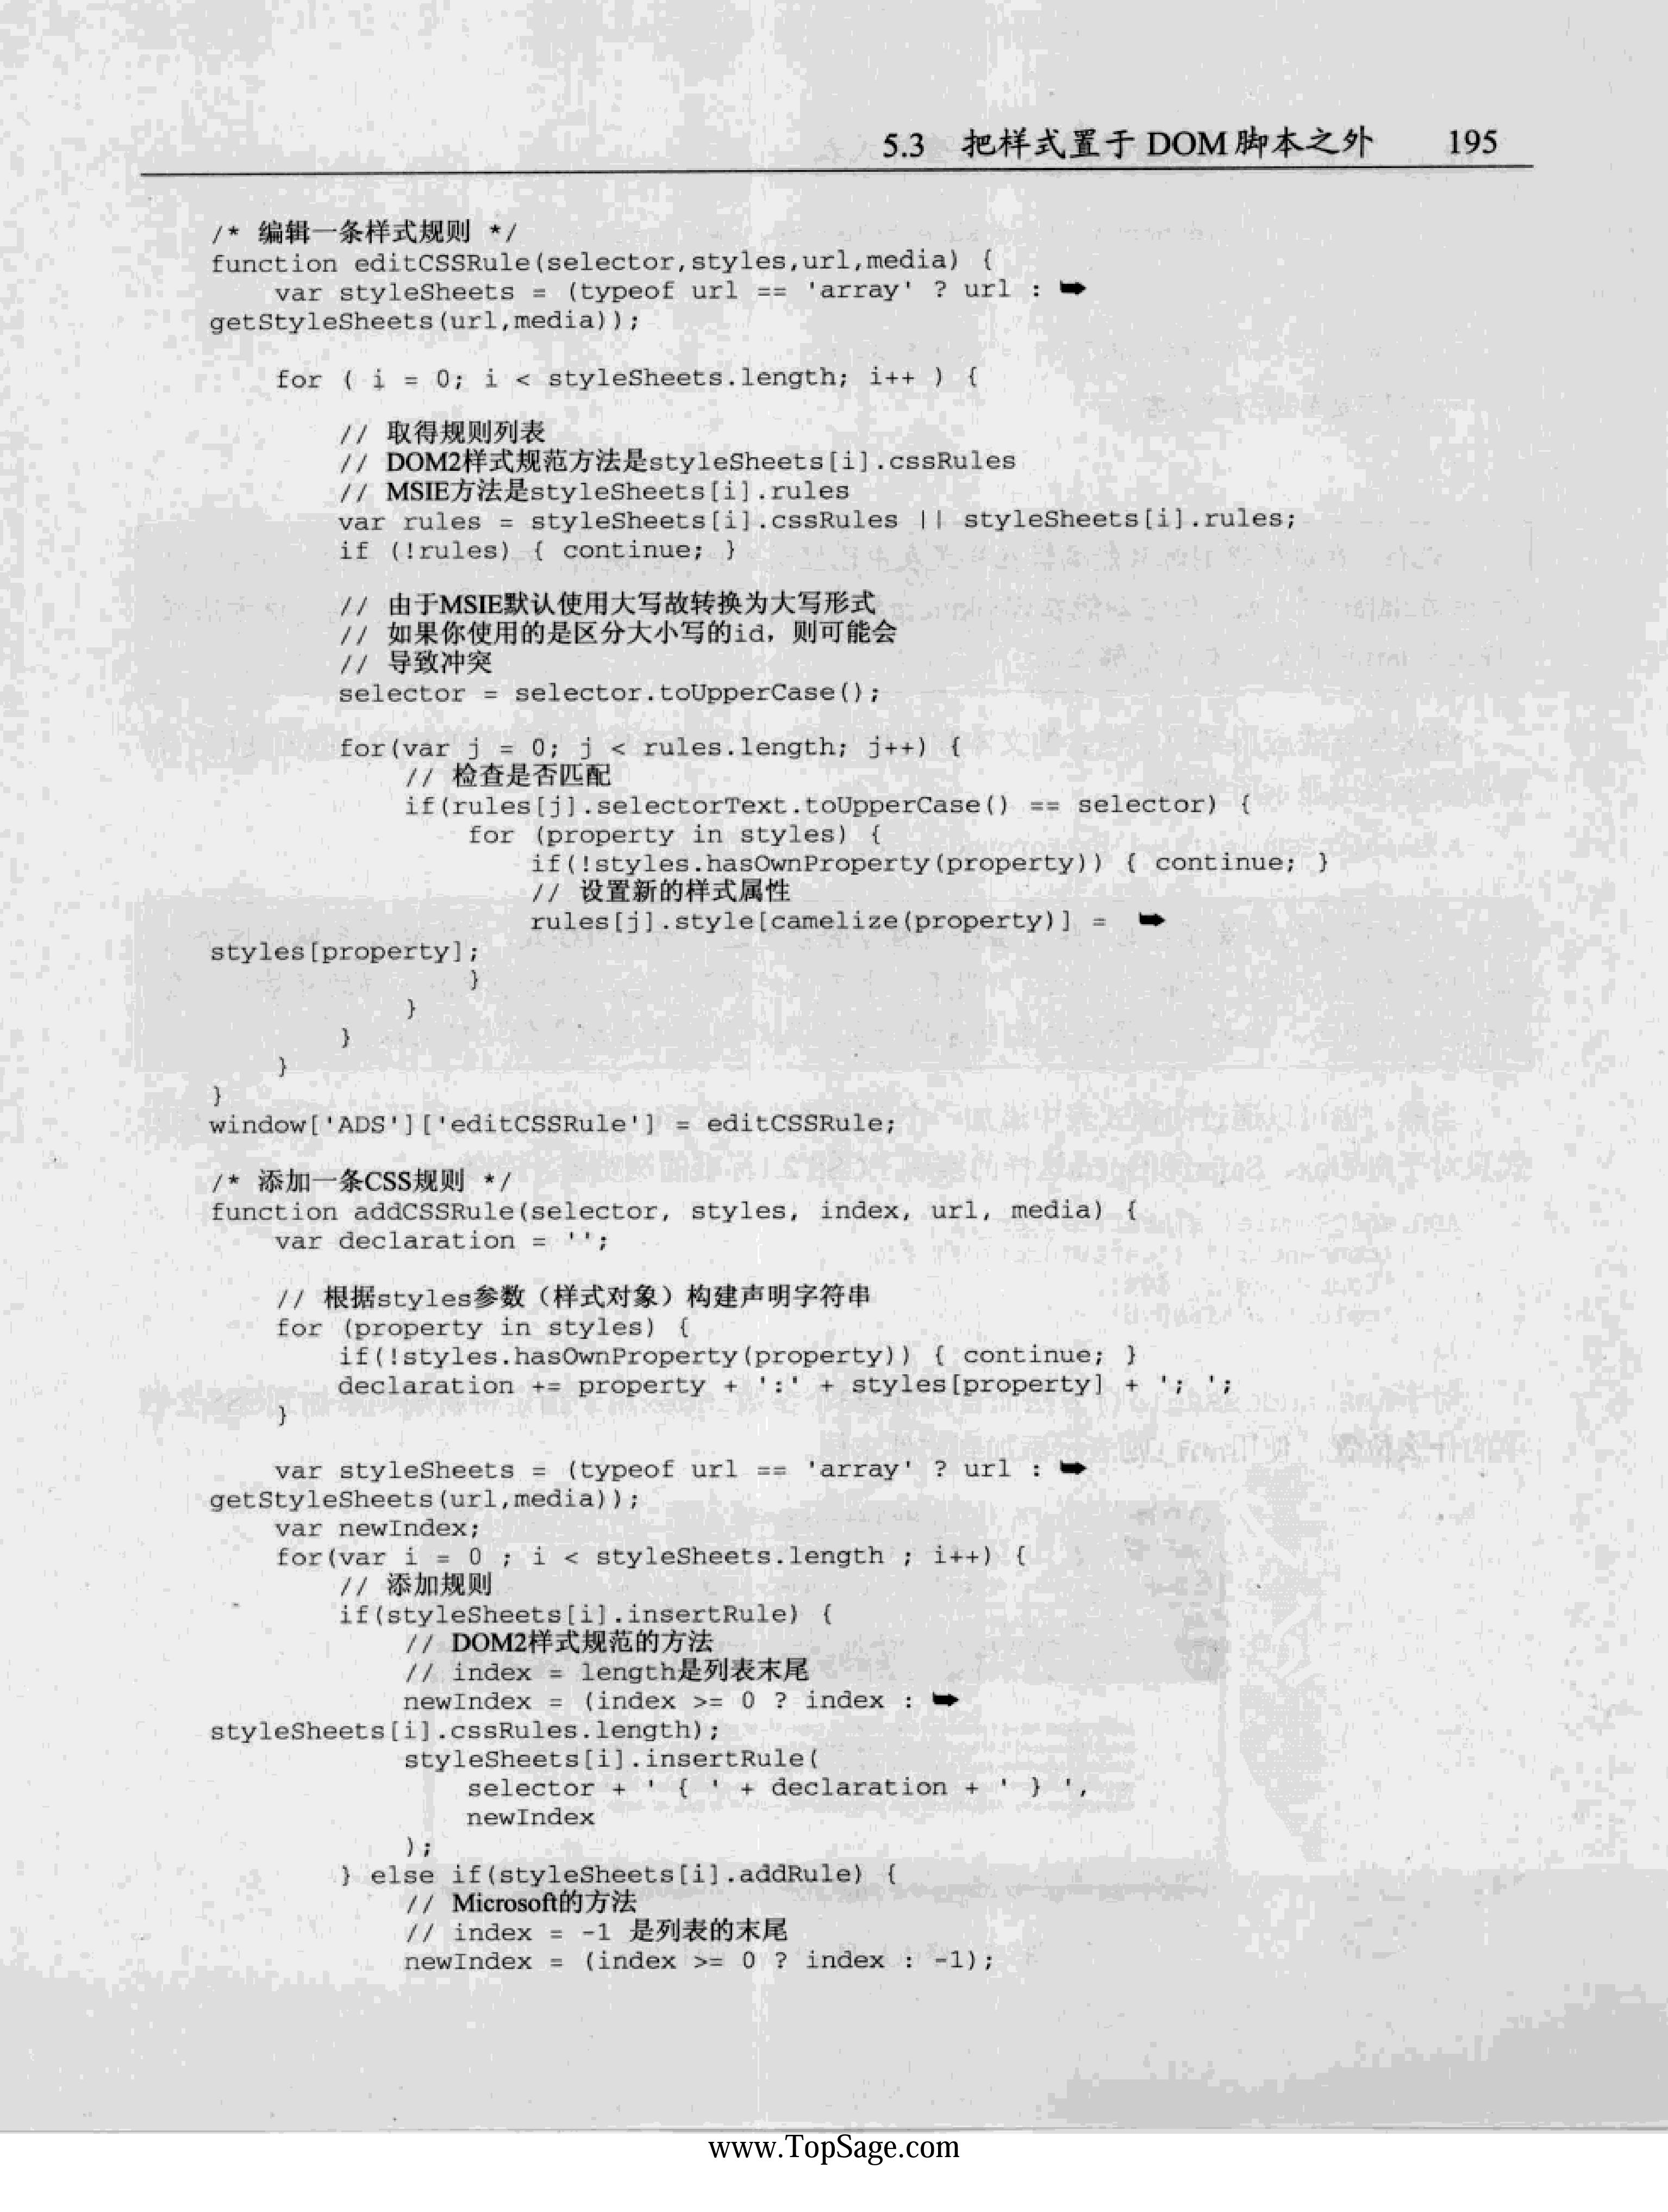 5.3 把样式置于 DOM 脚本之外 195
/* 编辑一条样式规则 */
function editCSSRule(selector,styles,url,media) {
    var styleSheets = (typeof url == 'array' ? url : ➥
getStyleSheets(url,media));
    for ( i = 0; i < styleSheets.length; i++ ) {
        // 取得规则列表
        // DOM2样式规范方法是styleSheets[i].cssRules
        // MSIE方法是styleSheets[i].rules
        var rules = styleSheets[i].cssRules || styleSheets[i].rules;
        if (!rules) { continue; }
        // 由于MSIE默认使用大写故转换为大写形式
        // 如果你使用的是区分大小写的id，则可能会
        // 导致冲突
        selector = selector.toUpperCase();
        for(var j = 0; j < rules.length; j++) {
            // 检查是否匹配
            if(rules[j].selectorText.toUpperCase() == selector) {
                for (property in styles) {
                    if(!styles.hasOwnProperty(property)) { continue; }
                    // 设置新的样式属性
                    rules[j].style[camelize(property)] = ➥
styles[property];
                }
            }
        }
    }
}
window['ADS']['editCSSRule'] = editCSSRule;
/* 添加一条CSS规则 */
function addCSSRule(selector, styles, index, url, media) {
    var declaration = '';
    // 根据styles参数（样式对象）构建声明字符串
    for (property in styles) {
        if(!styles.hasOwnProperty(property)) { continue; }
        declaration += property + ':' + styles[property] + '; ';
    }
    var styleSheets = (typeof url == 'array' ? url : ➥
getStyleSheets(url,media));
    var newIndex;
    for(var i = 0 ; i < styleSheets.length ; i++) {
        // 添加规则
        if(styleSheets[i].insertRule) {
            // DOM2样式规范的方法
            // index = length是列表末尾
            newIndex = (index >= 0 ? index : ➥
styleSheets[i].cssRules.length);
            styleSheets[i].insertRule(
                selector + ' { ' + declaration + ' } ',
                newIndex
            );
        } else if(styleSheets[i].addRule) {
            // Microsoft的方法
            // index = -1 是列表的末尾
            newIndex = (index >= 0 ? index : -1);
www.TopSage.com